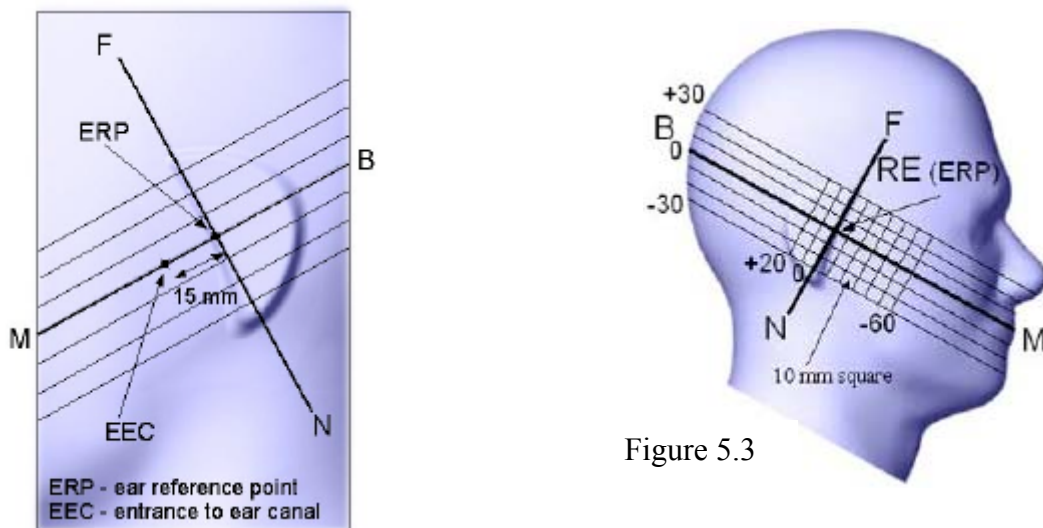 F
ERP
B
15 mm
M
EEC
N
ERP - ear reference point
EEC - entrance to ear canal
+30
B
0
F
RE (ERP)
-30
+20
0
N
-60
M
10 mm square
Figure 5.3